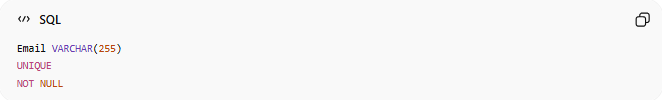 SQL
Email VARCHAR(255)
UNIQUE
NOT NULL